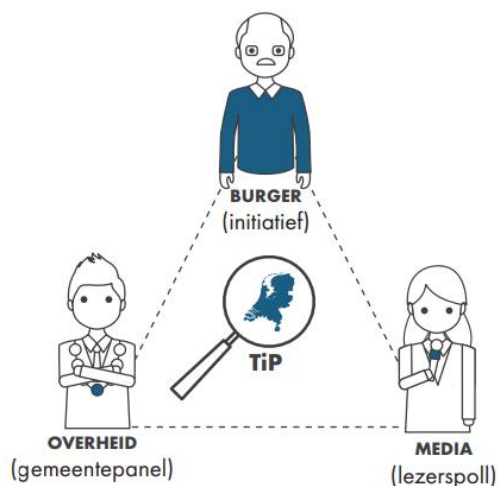 BURGER
(initiatief)
TiP
OVERHEID
(gemeentepanel)
MEDIA
(lezerspoll)